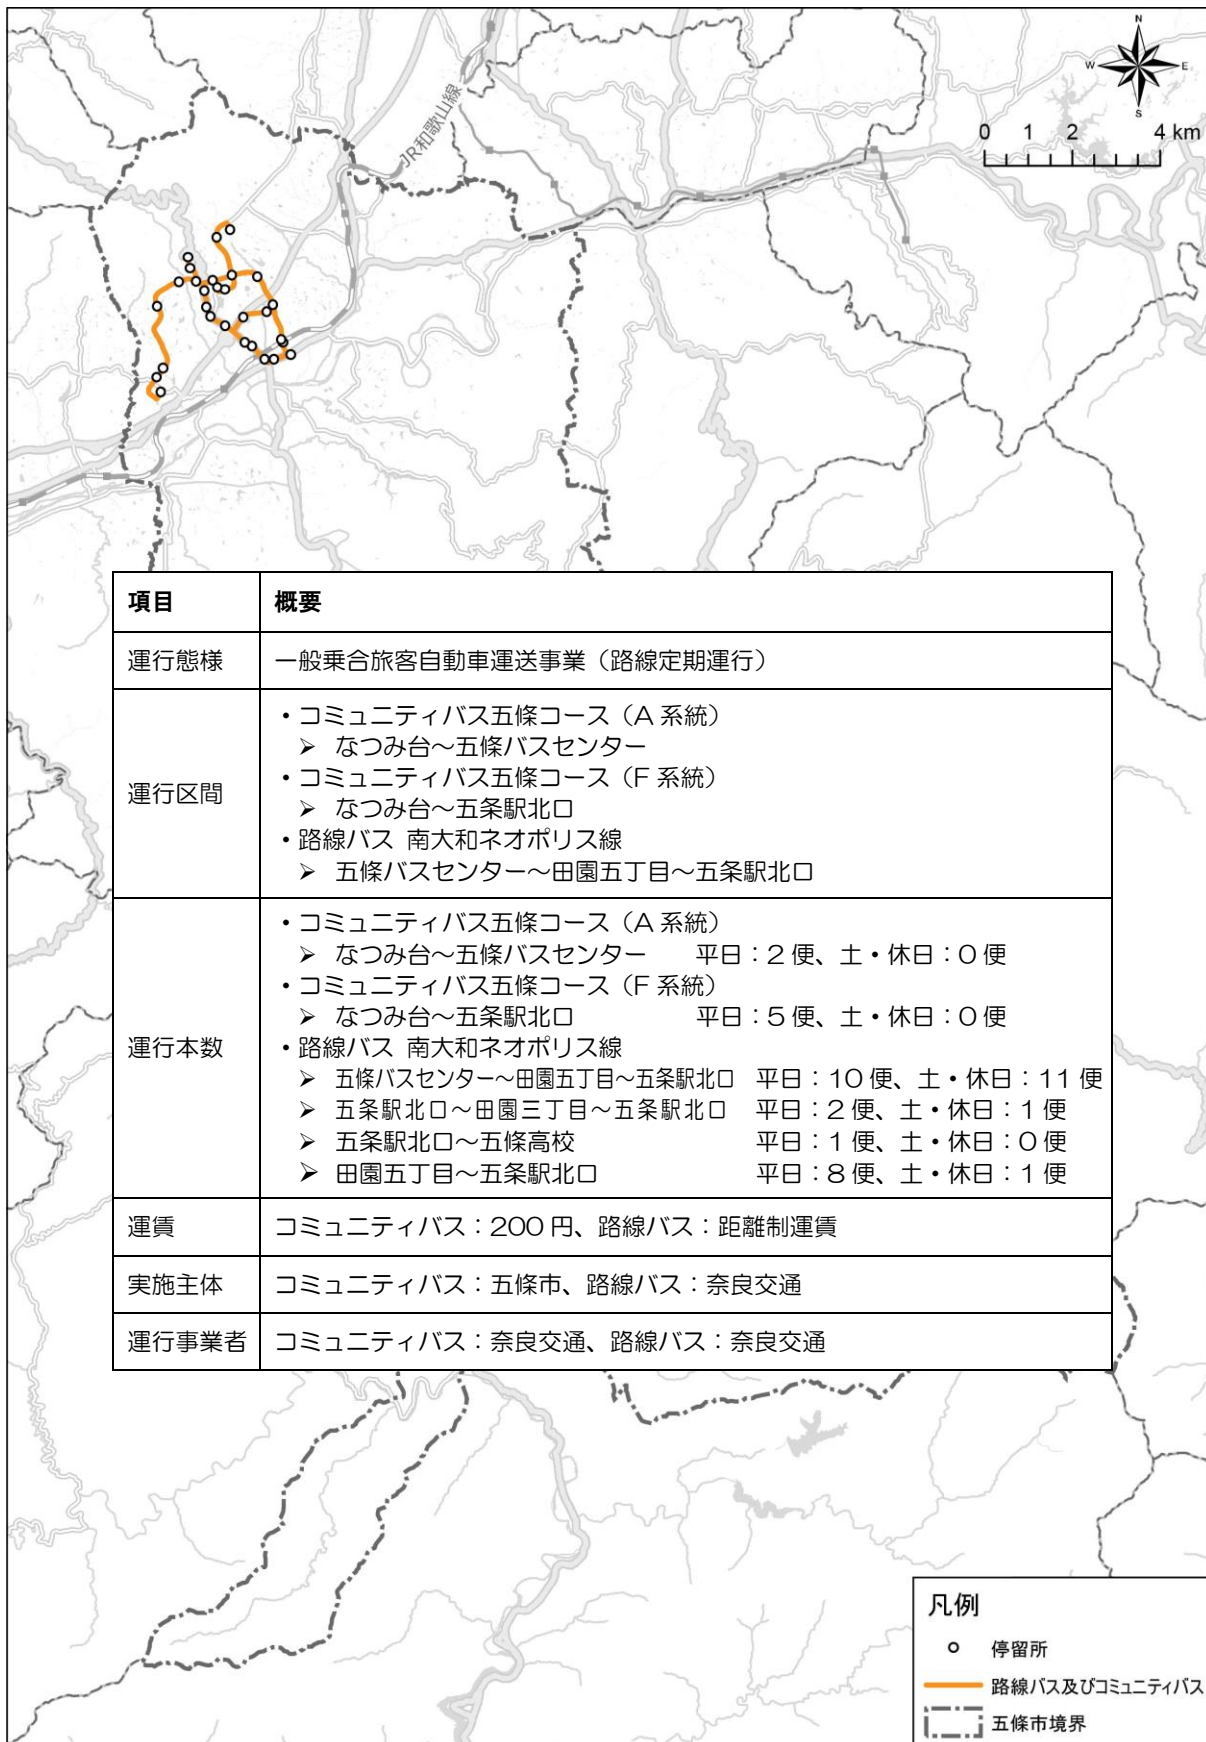 N
W
E
S
0 1 2 4 km
JR和歌山線
項目 概要
運行態様 一般乗合旅客自動車運送事業（路線定期運行）
運行区間
・コミュニティバス五條コース（A 系統）
➢ なつみ台～五條バスセンター
・コミュニティバス五條コース（F 系統）
➢ なつみ台～五条駅北口
・路線バス 南大和ネオポリス線
➢ 五條バスセンター～田園五丁目～五条駅北口
運行本数
・コミュニティバス五條コース（A 系統）
➢ なつみ台～五條バスセンター 平日：2 便、土・休日：0 便
・コミュニティバス五條コース（F 系統）
➢ なつみ台～五条駅北口 平日：5 便、土・休日：0 便
・路線バス 南大和ネオポリス線
➢ 五條バスセンター～田園五丁目～五条駅北口 平日：10 便、土・休日：11 便
➢ 五条駅北口～田園三丁目～五条駅北口 平日：2 便、土・休日：1 便
➢ 五条駅北口～五條高校 平日：1 便、土・休日：0 便
➢ 田園五丁目～五条駅北口 平日：8 便、土・休日：1 便
運賃 コミュニティバス：200 円、路線バス：距離制運賃
実施主体 コミュニティバス：五條市、路線バス：奈良交通
運行事業者 コミュニティバス：奈良交通、路線バス：奈良交通
凡例
停留所
路線バス及びコミュニティバス
五條市境界